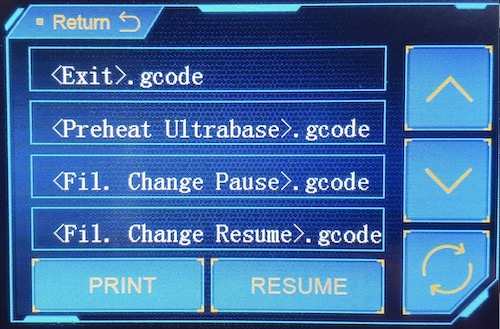 Return
<Exit>.gcode
<Preheat Ultrabase>.gcode
<Fil. Change Pause>.gcode
<Fil. Change Resume>.gcode
PRINT
RESUME